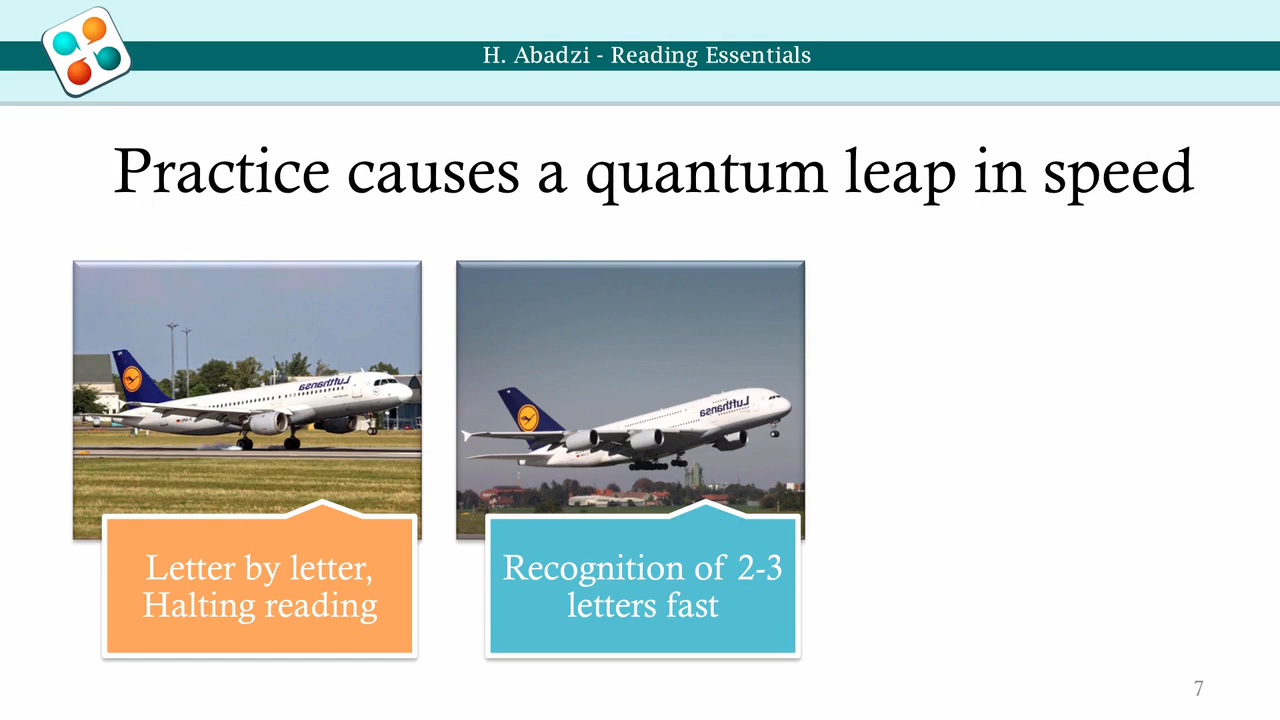 H. Abadzi - Reading Essentials
Practice causes a quantum leap in speed
Lufthansa
Lufthansa
Letter by letter,
Halting reading
Recognition of 2-3
letters fast
7